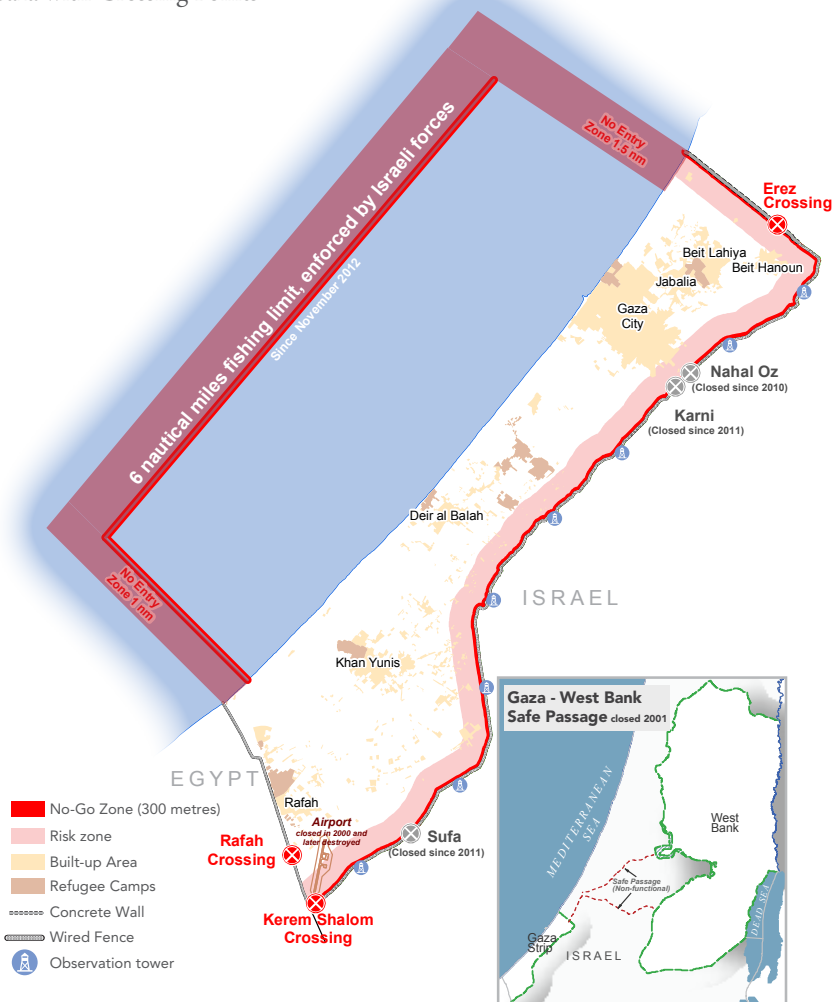 6 nautical miles fishing limit, enforced by Israeli forces
Since November 2012
No Entry
Zone 1.5 nm
Erez
Crossing
Beit Lahiya
Beit Hanoun
Jabalia
Gaza
City
Nahal Oz
(Closed since 2010)
Karni
(Closed since 2011)
Deir al Balah
No Entry
Zone 1 nm
ISRAEL
Khan Yunis
EGYPT
Rafah
Airport
closed in 2000 and
later destroyed
Sufa
(Closed since 2011)
Rafah
Crossing
Kerem Shalom
Crossing
No-Go Zone (300 metres)
Risk zone
Built-up Area
Refugee Camps
Concrete Wall
Wired Fence
Observation tower
Gaza - West Bank
Safe Passage closed 2001
MEDITERRANEAN
SEA
West
Bank
Safe Passage
(Non-functional)
DEAD SEA
Gaza
Strip
ISRAEL